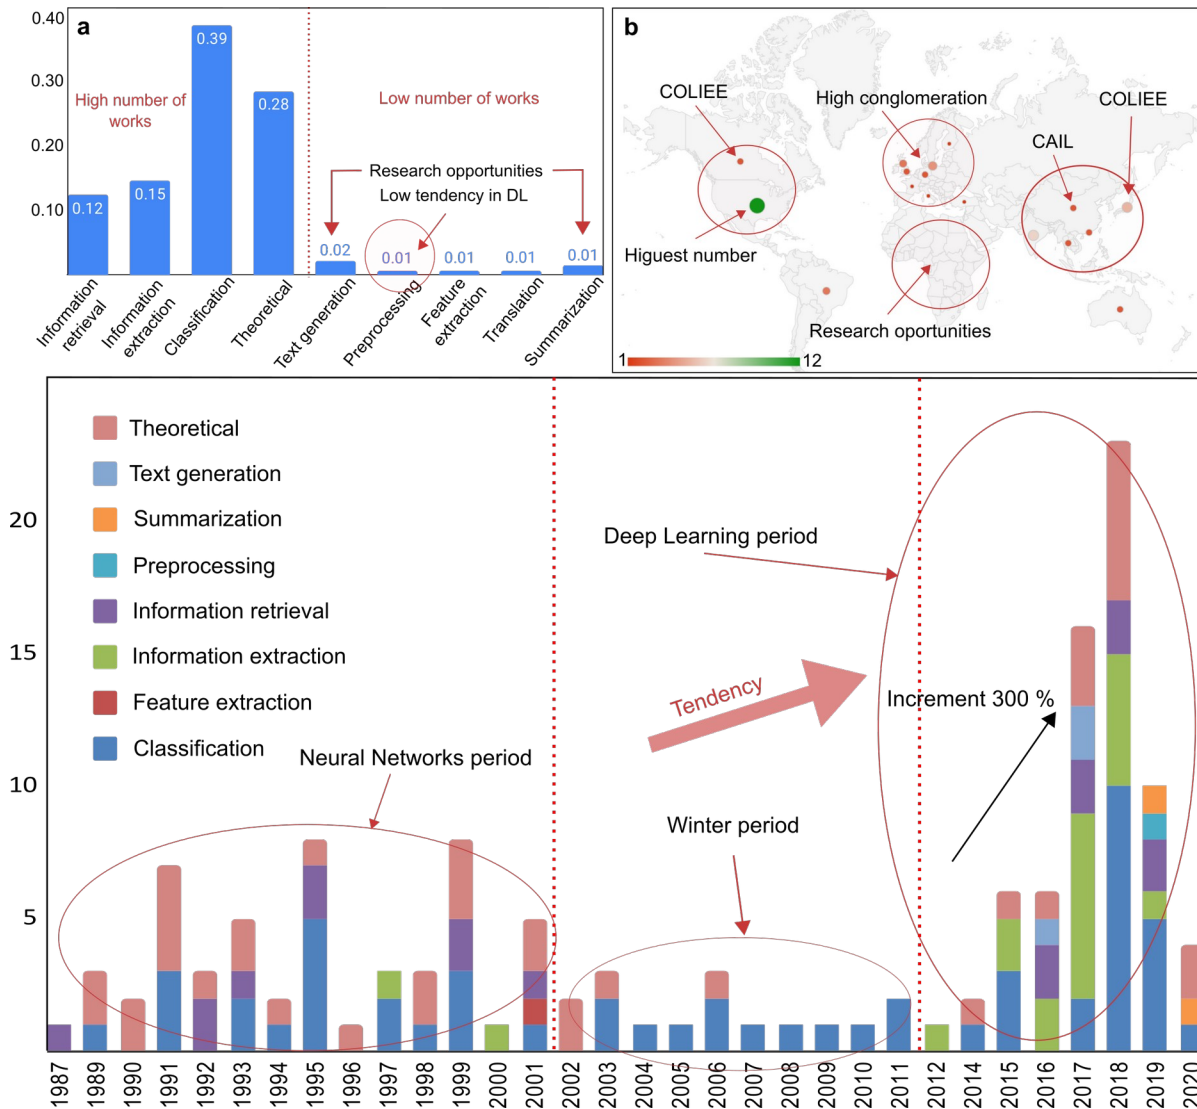 a
0.40
0.30
0.20
0.10
0.12
0.15
0.39
0.28
0.02
0.01
0.01
0.01
0.01
High number of
works
Low number of works
Research opportunities
Low tendency in DL
Information
retrieval
Information
extraction
Classification
Theoretical
Text generation
Preprocessing
Feature
extraction
Translation
Summarization
b
COLIEE
High conglomeration
COLIEE
CAIL
Higuest number
Research oportunities
1
12
Theoretical
Text generation
Summarization
Preprocessing
Information retrieval
Information extraction
Feature extraction
Classification
20
15
10
5
Deep Learning period
Tendency
Increment 300 %
Neural Networks period
Winter period
1987
1989
1990
1991
1992
1993
1994
1995
1996
1997
1998
1999
2000
2001
2002
2003
2004
2005
2006
2007
2008
2009
2010
2011
2012
2014
2015
2016
2017
2018
2019
2020